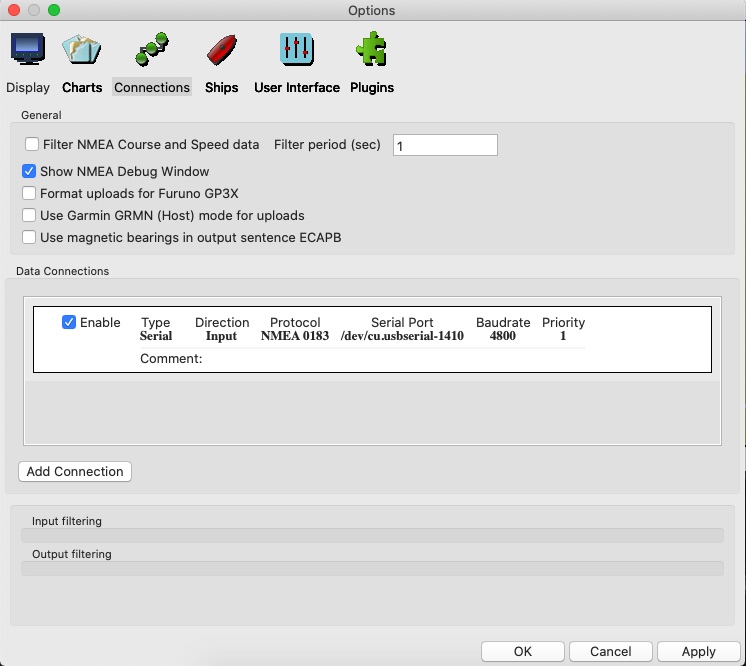 Options
Display Charts Connections Ships User Interface Plugins
General
Filter NMEA Course and Speed data Filter period (sec) 1
Show NMEA Debug Window
Format uploads for Furuno GP3X
Use Garmin GRMN (Host) mode for uploads
Use magnetic bearings in output sentence ECAPB
Data Connections
Enable Type Direction Protocol Serial Port Baudrate Priority
Serial Input NMEA 0183 /dev/cu.usbserial-1410 4800 1
Comment:
Add Connection
Input filtering
Output filtering
OK Cancel Apply